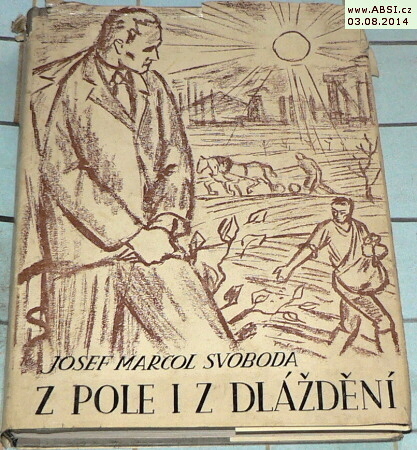 www.ABSI.cz
03.08.2014
JOSEF MARCOL SVOBODA
Z POLE I Z DLÁŽDĚNÍ